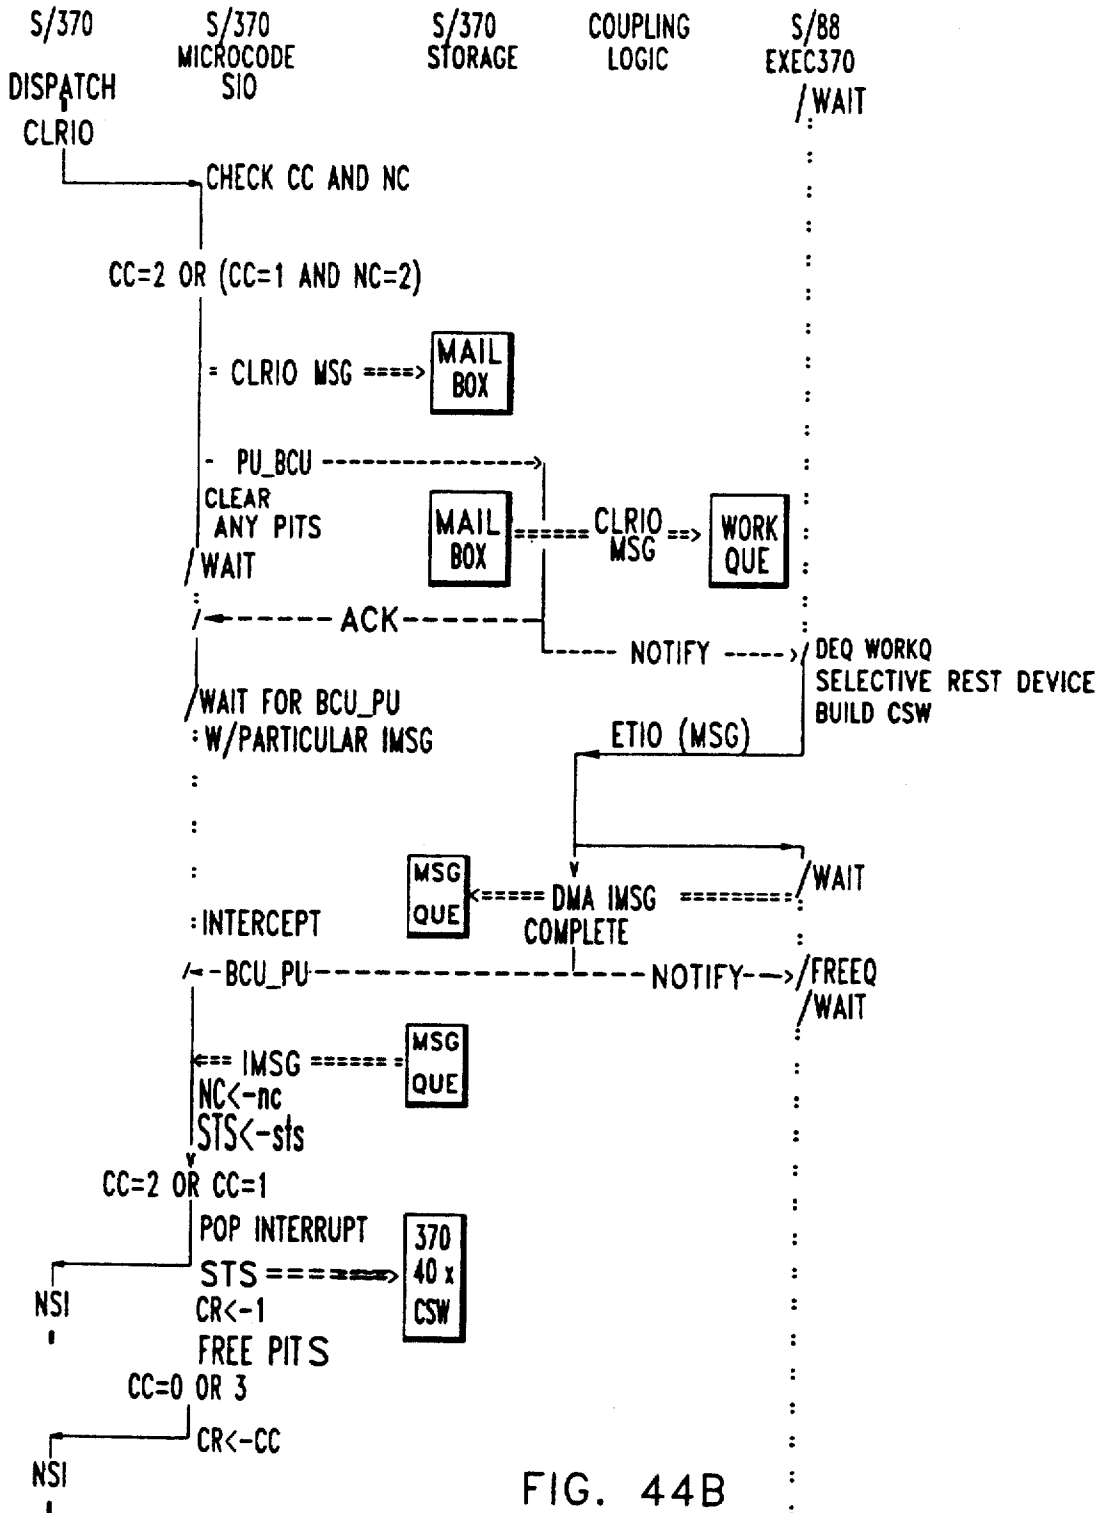 S/370 S/370 S/370 COUPLING S/88
MICROCODE STORAGE LOGIC EXEC370
DISPATCH SIO /WAIT
CLRIO
CHECK CC AND NC
CC=2 OR (CC=1 AND NC=2)
= CLRIO MSG ====> MAIL
BOX
- PU_BCU ---------------->
CLEAR
ANY PITS
MAIL
BOX
===== CLRIO ==>
MSG
WORK
QUE
/WAIT
/<----- ACK ------
----- NOTIFY -----> / DEQ WORKQ
SELECTIVE REST DEVICE
BUILD CSW
/WAIT FOR BCU_PU
: W/PARTICULAR IMSG
ETIO (MSG)
/WAIT
MSG
QUE
<===== DMA IMSG =======
COMPLETE
: INTERCEPT
/<- -BCU_PU- - - - - - - - - - - NOTIFY- -> /FREEQ
/WAIT
<=== IMSG ====== MSG
QUE
NC<-nc
STS<-sts
CC=2 OR CC=1
POP INTERRUPT
STS ========> 370
40 x
CSW
NSI
CR<-1
FREE PITS
CC=0 OR 3
CR<-CC
NSI
FIG. 44B